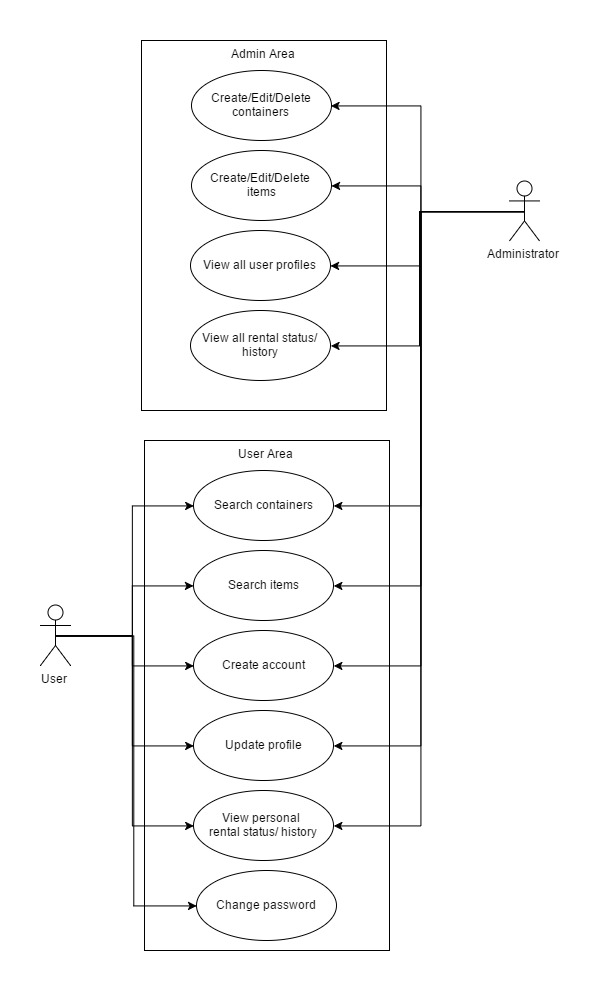 Admin Area
Create/Edit/Delete
containers
Create/Edit/Delete
items
View all user profiles
View all rental status/
history
Administrator
User Area
Search containers
Search items
Create account
User
Update profile
View personal
rental status/ history
Change password